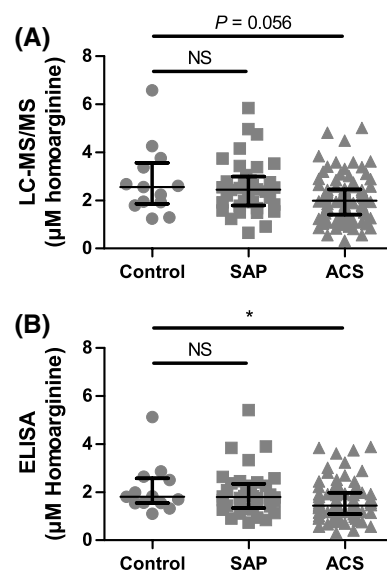 (A)
P = 0.056
NS
LC-MS/MS
(µM homoarginine)
8
6
4
2
0
Control SAP ACS
(B)
*
NS
ELISA
(µM Homoarginine)
8
6
4
2
0
Control SAP ACS